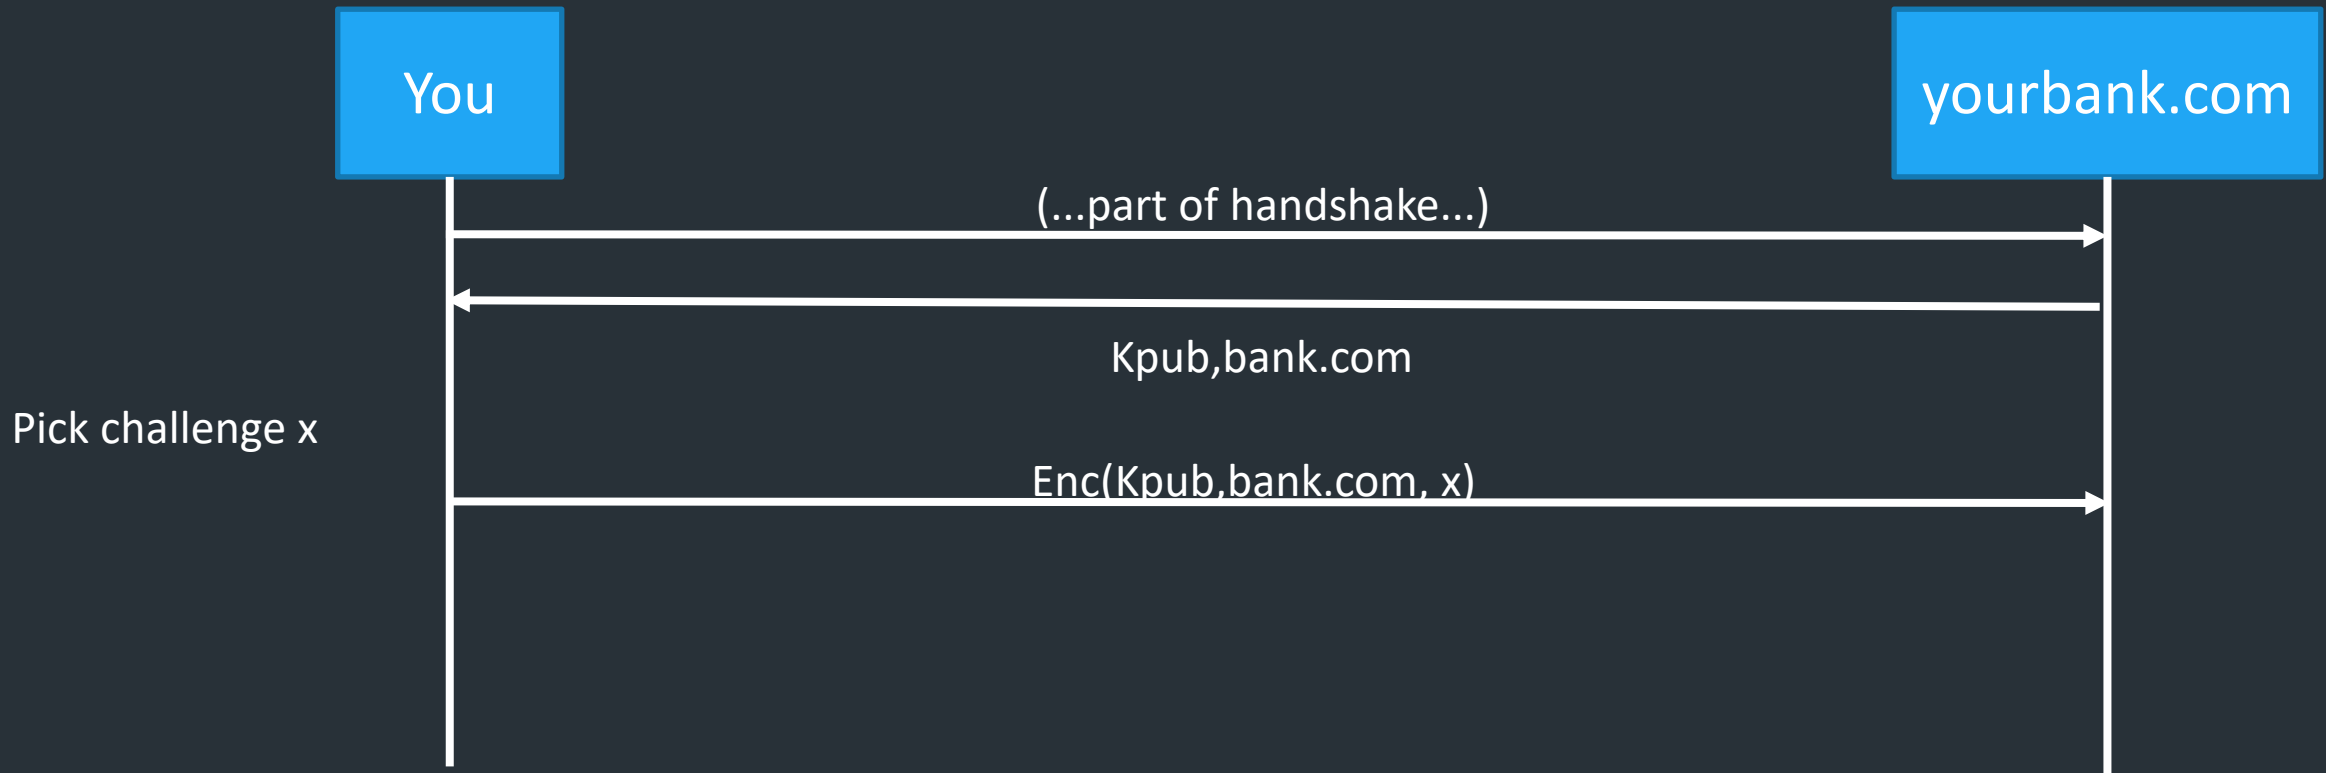 You
yourbank.com
(...part of handshake...)
Kpub,bank.com
Pick challenge x
Enc(Kpub,bank.com, x)